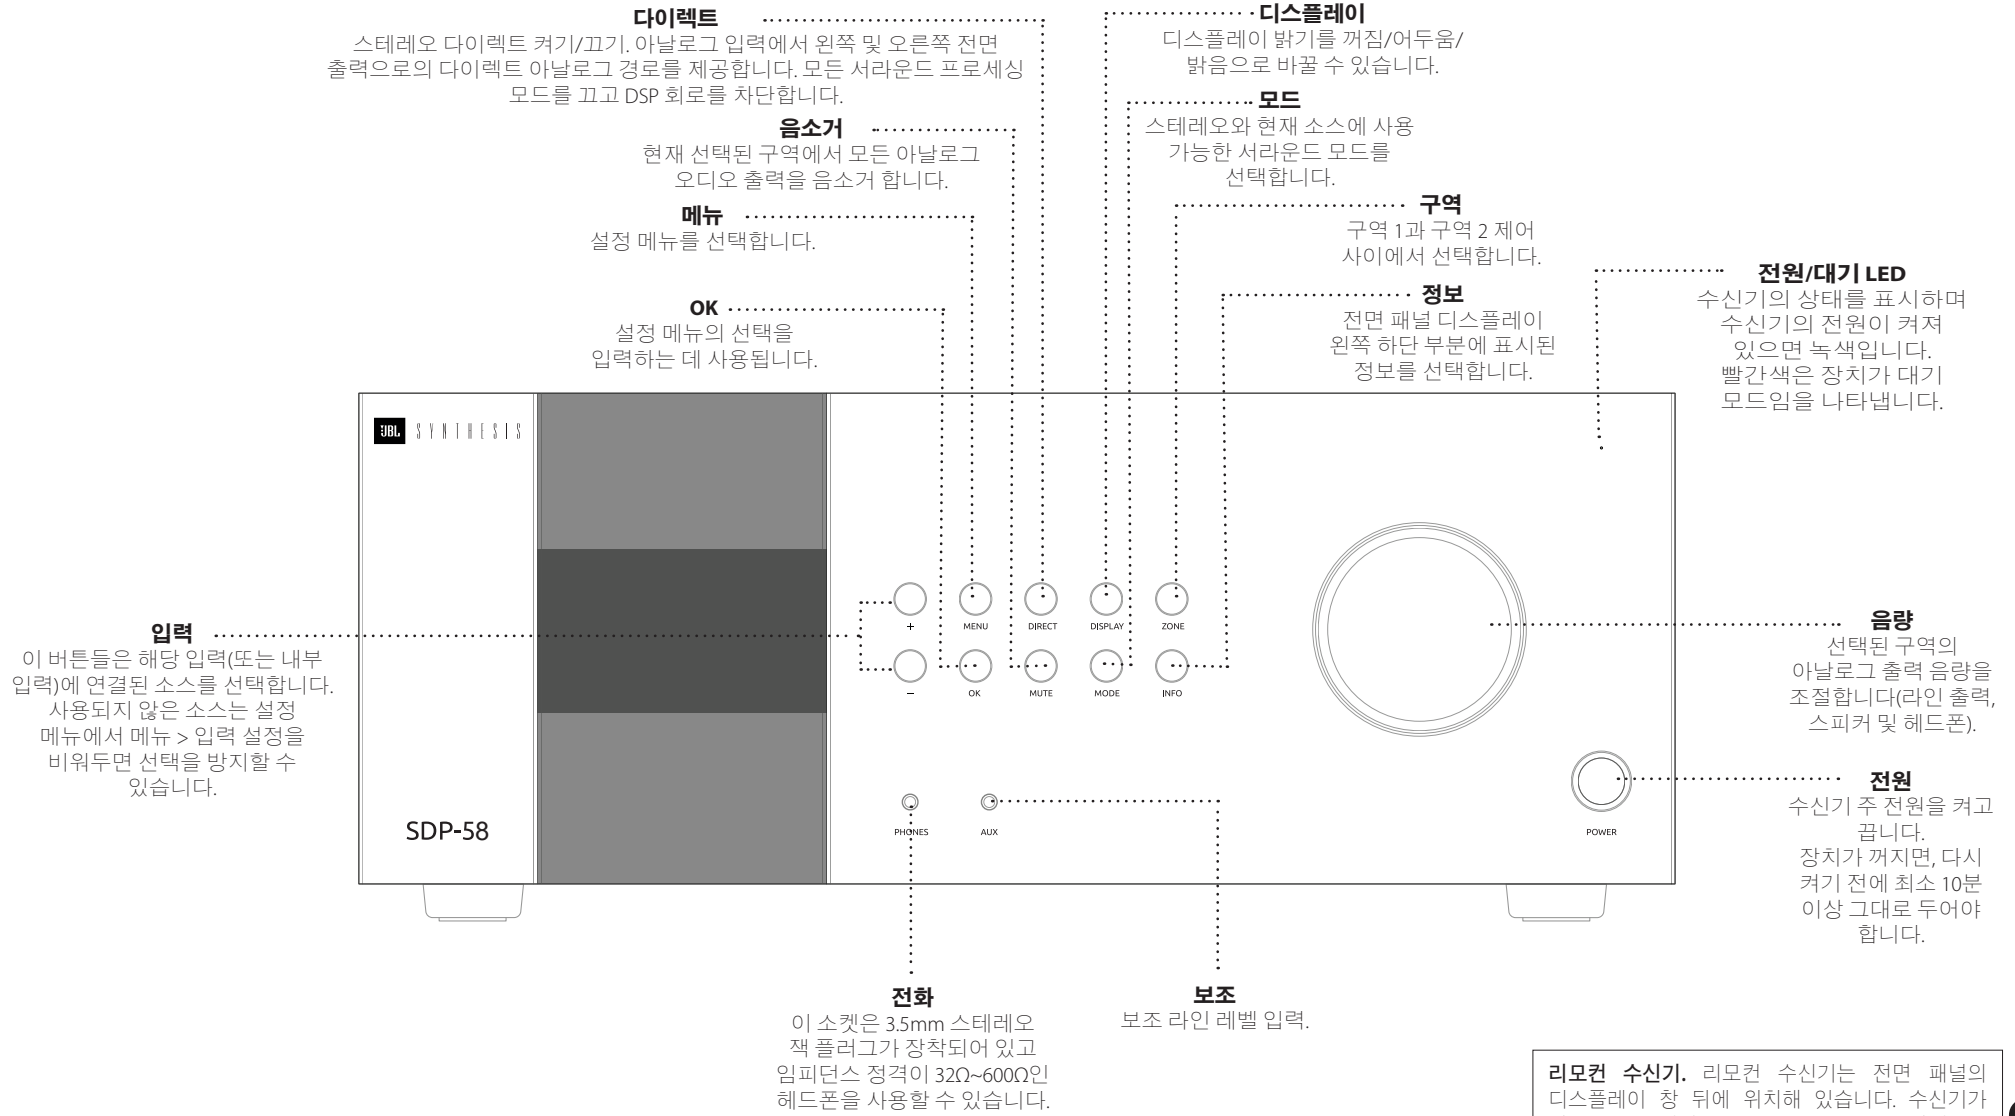 다이렉트
스테레오 다이렉트 켜기/끄기. 아날로그 입력에서 왼쪽 및 오른쪽 전면
출력으로의 다이렉트 아날로그 경로를 제공합니다. 모든 서라운드 프로세싱
모드를 끄고 DSP 회로를 차단합니다.
디스플레이
디스플레이 밝기를 꺼짐/어두움/
밝음으로 바꿀 수 있습니다.
음소거
현재 선택된 구역에서 모든 아날로그
오디오 출력을 음소거 합니다.
모드
스테레오와 현재 소스에 사용
가능한 서라운드 모드를
선택합니다.
메뉴
설정 메뉴를 선택합니다.
구역
구역 1과 구역 2 제어
사이에서 선택합니다.
OK
설정 메뉴의 선택을
입력하는 데 사용됩니다.
정보
전면 패널 디스플레이
왼쪽 하단 부분에 표시된
정보를 선택합니다.
전원/대기 LED
수신기의 상태를 표시하며
수신기의 전원이 켜져
있으면 녹색입니다.
빨간색은 장치가 대기
모드임을 나타냅니다.
JBL SYNTHESIS
+ MENU DIRECT DISPLAY ZONE
– OK MUTE MODE INFO
입력
이 버튼들은 해당 입력(또는 내부
입력)에 연결된 소스를 선택합니다.
사용되지 않은 소스는 설정
메뉴에서 메뉴 > 입력 설정을
비워두면 선택을 방지할 수
있습니다.
음량
선택된 구역의
아날로그 출력 음량을
조절합니다(라인 출력,
스피커 및 헤드폰).
SDP-58
PHONES AUX
POWER
전원
수신기 주 전원을 켜고
끕니다.
장치가 꺼지면, 다시
켜기 전에 최소 10분
이상 그대로 두어야
합니다.
전화
이 소켓은 3.5mm 스테레오
잭 플러그가 장착되어 있고
임피던스 정격이 32Ω~600Ω인
헤드폰을 사용할 수 있습니다.
보조
보조 라인 레벨 입력.
리모컨 수신기. 리모컨 수신기는 전면 패널의
디스플레이 창 뒤에 위치해 있습니다. 수신기가